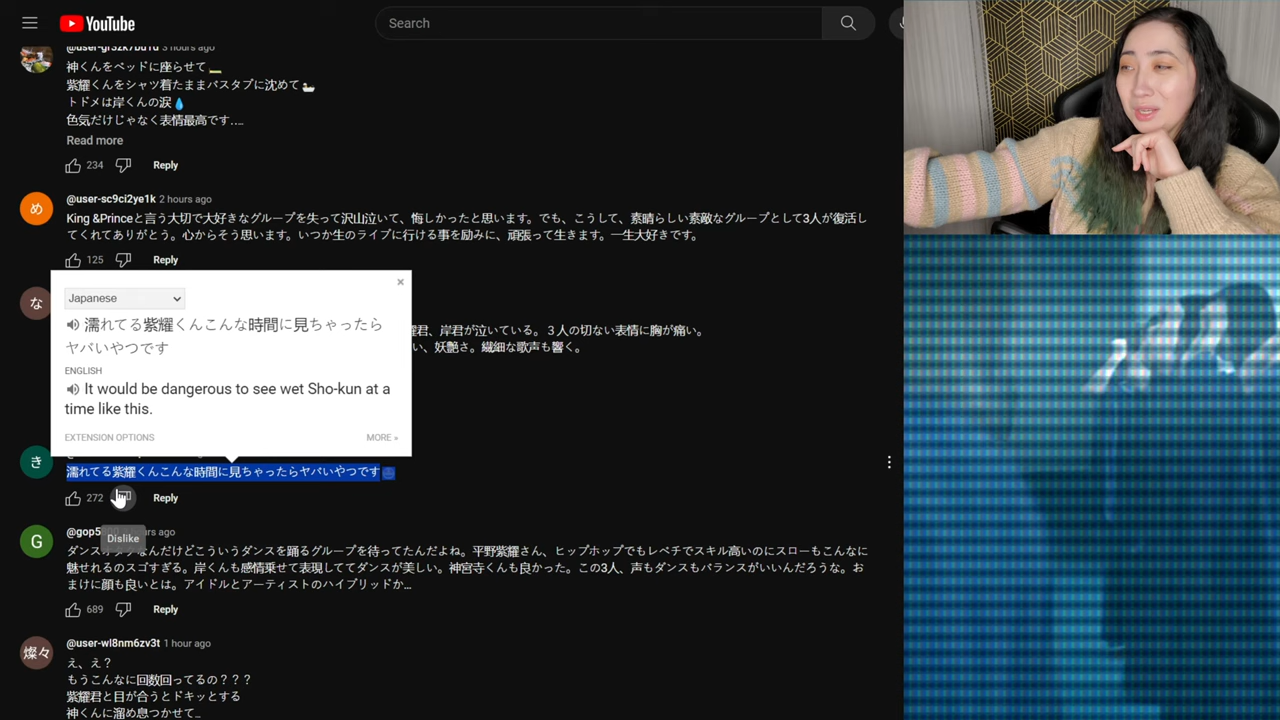 YouTube
Search
3 hours ago
神くんをベッドに座らせて
紫耀くんをシャツ着たままバスタブに沈めて
トドメは岸くんの涙
色気だけじゃなく表情最高です….
Read more
234
Reply
め
@user-sc9ci2ye1k 2 hours ago
King &Princeと言う大切で大好きなグループを失って沢山泣いて、悔しかったと思います。でも、こうして、素晴らしい素敵なグループとして3人が復活し
てくれてありがとう。心からそう思います。いつか生のライブに行ける事を励みに、頑張って生きます。一生大好きです。
125
Reply
な
耀君、岸君が泣いている。３人の切ない表情に胸が痛い。
い、妖艶さ。繊細な歌声も響く。
Japanese
濡れてる紫耀くんこんな時間に見ちゃったら
ヤバいやつです
ENGLISH
It would be dangerous to see wet Sho-kun at a
time like this.
EXTENSION OPTIONS
MORE »
き
濡れてる紫耀くんこんな時間に見ちゃったらヤバいやつです
272
Reply
Dislike
G
@gop5
ago
ダンス
なんだけどこういうダンスを踊るグループを待ってたんだよね。平野紫耀さん、ヒップホップでもレベチでスキル高いのにスローもこんなに
魅せれるのスゴすぎる。岸くんも感情乗せて表現しててダンスが美しい。神宮寺くんも良かった。この3人、声もダンスもバランスがいいんだろうな。お
まけに顔も良いとは。アイドルとアーティストのハイブリッドか…
689
Reply
燦々
@user-wl8nm6zv3t 1 hour ago
え、え？
もうこんなに回数回ってるの？？？
紫耀君と目が合うとドキッとする
神くんに溜め息つかせて…